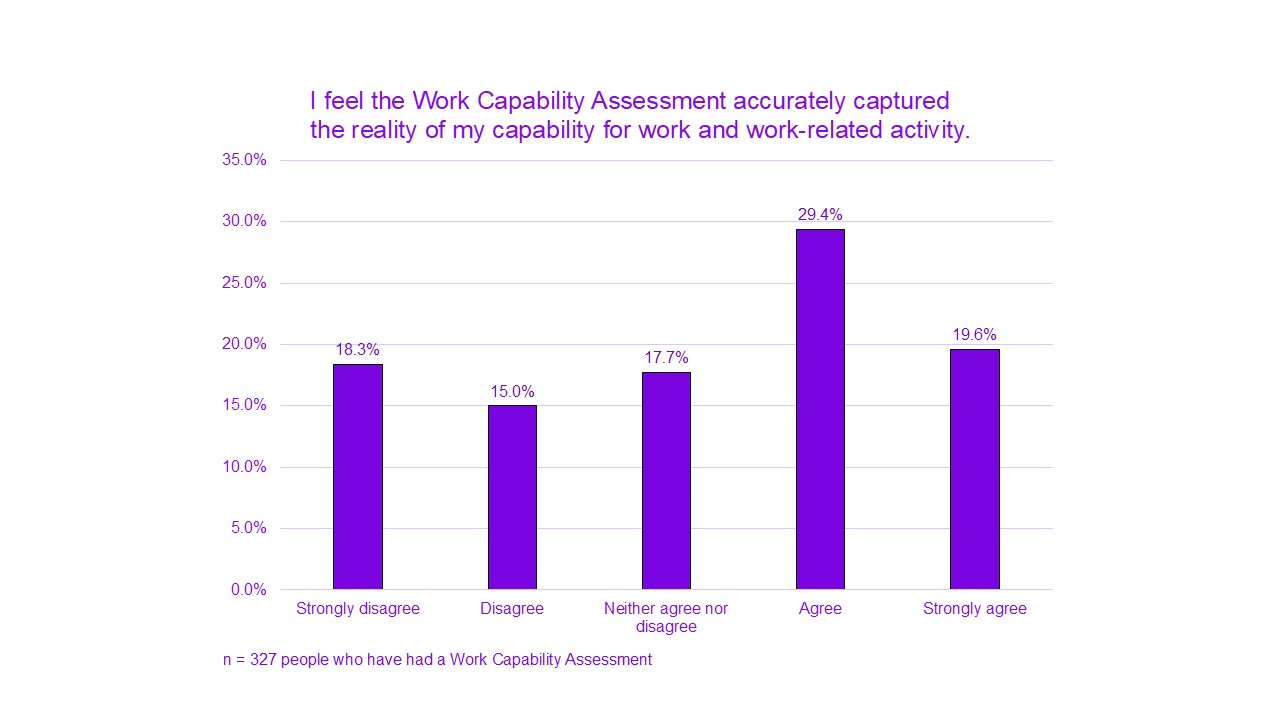 I feel the Work Capability Assessment accurately captured
the reality of my capability for work and work-related activity.
35.0%
30.0%
25.0%
20.0%
15.0%
10.0%
5.0%
0.0%
18.3%
15.0%
17.7%
29.4%
19.6%
Strongly disagree
Disagree
Neither agree nor
disagree
Agree
Strongly agree
n = 327 people who have had a Work Capability Assessment